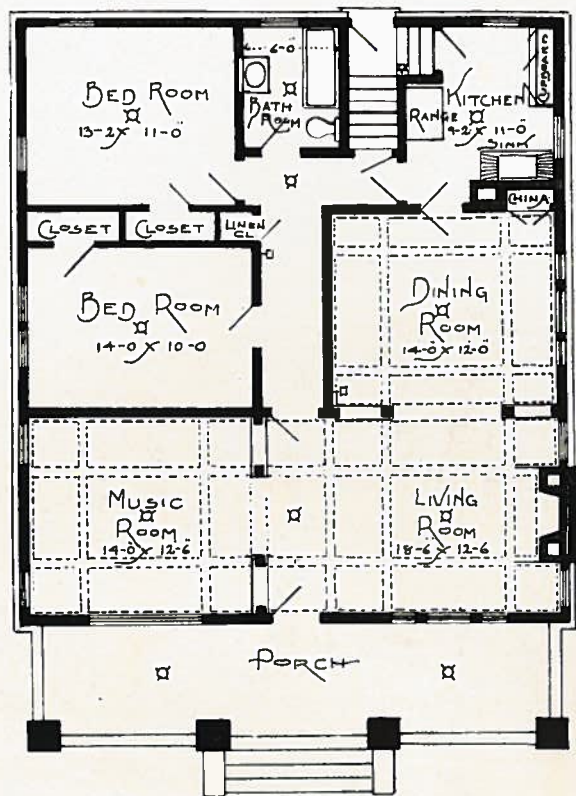 BED ROOM
13-2 x 11-0
6-0
BATH
ROOM
KITCHEN
9-2 x 11-0
RANGE
CUPBOARD
SINK
CHINA
CLOSET
CLOSET
LINEN
CL.
BED ROOM
14-0 x 10-0
DINING
ROOM
14-0 x 12-0
MUSIC
ROOM
14-0 x 12-6
LIVING
ROOM
18-6 x 12-6
PORCH